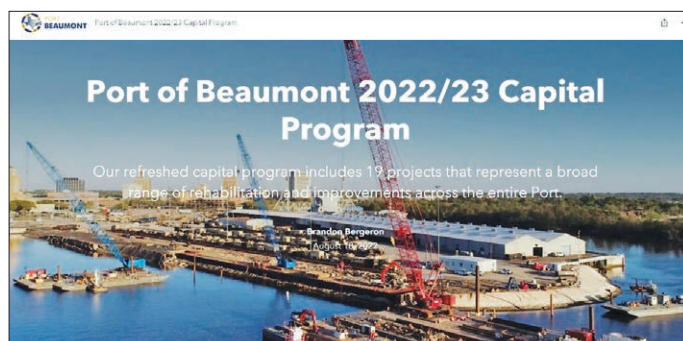 PORT OF
BEAUMONT
Port of Beaumont 2022/23 Capital Program
Port of Beaumont 2022/23 Capital
Program
Our refreshed capital program includes 19 projects that represent a broad
range of rehabilitation and improvements across the entire Port.
Brandon Bergeron
August 18, 2022